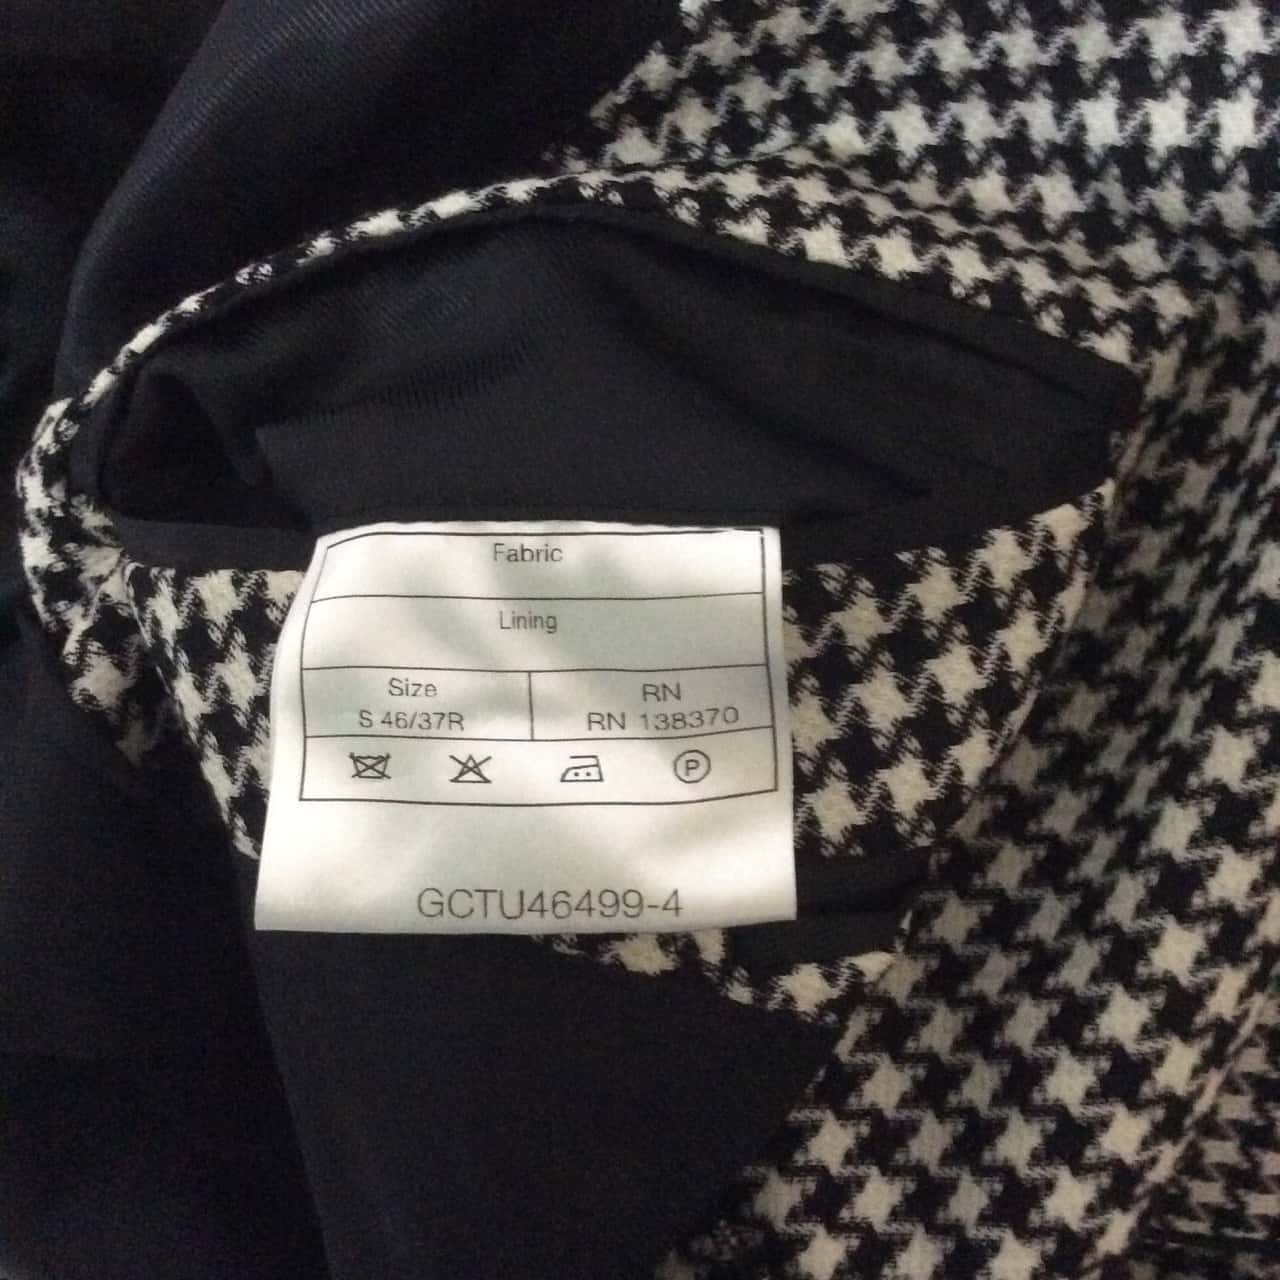 Fabric
Lining
Size
S 46/37R
RN
RN 138370
P
GCTU46499-4